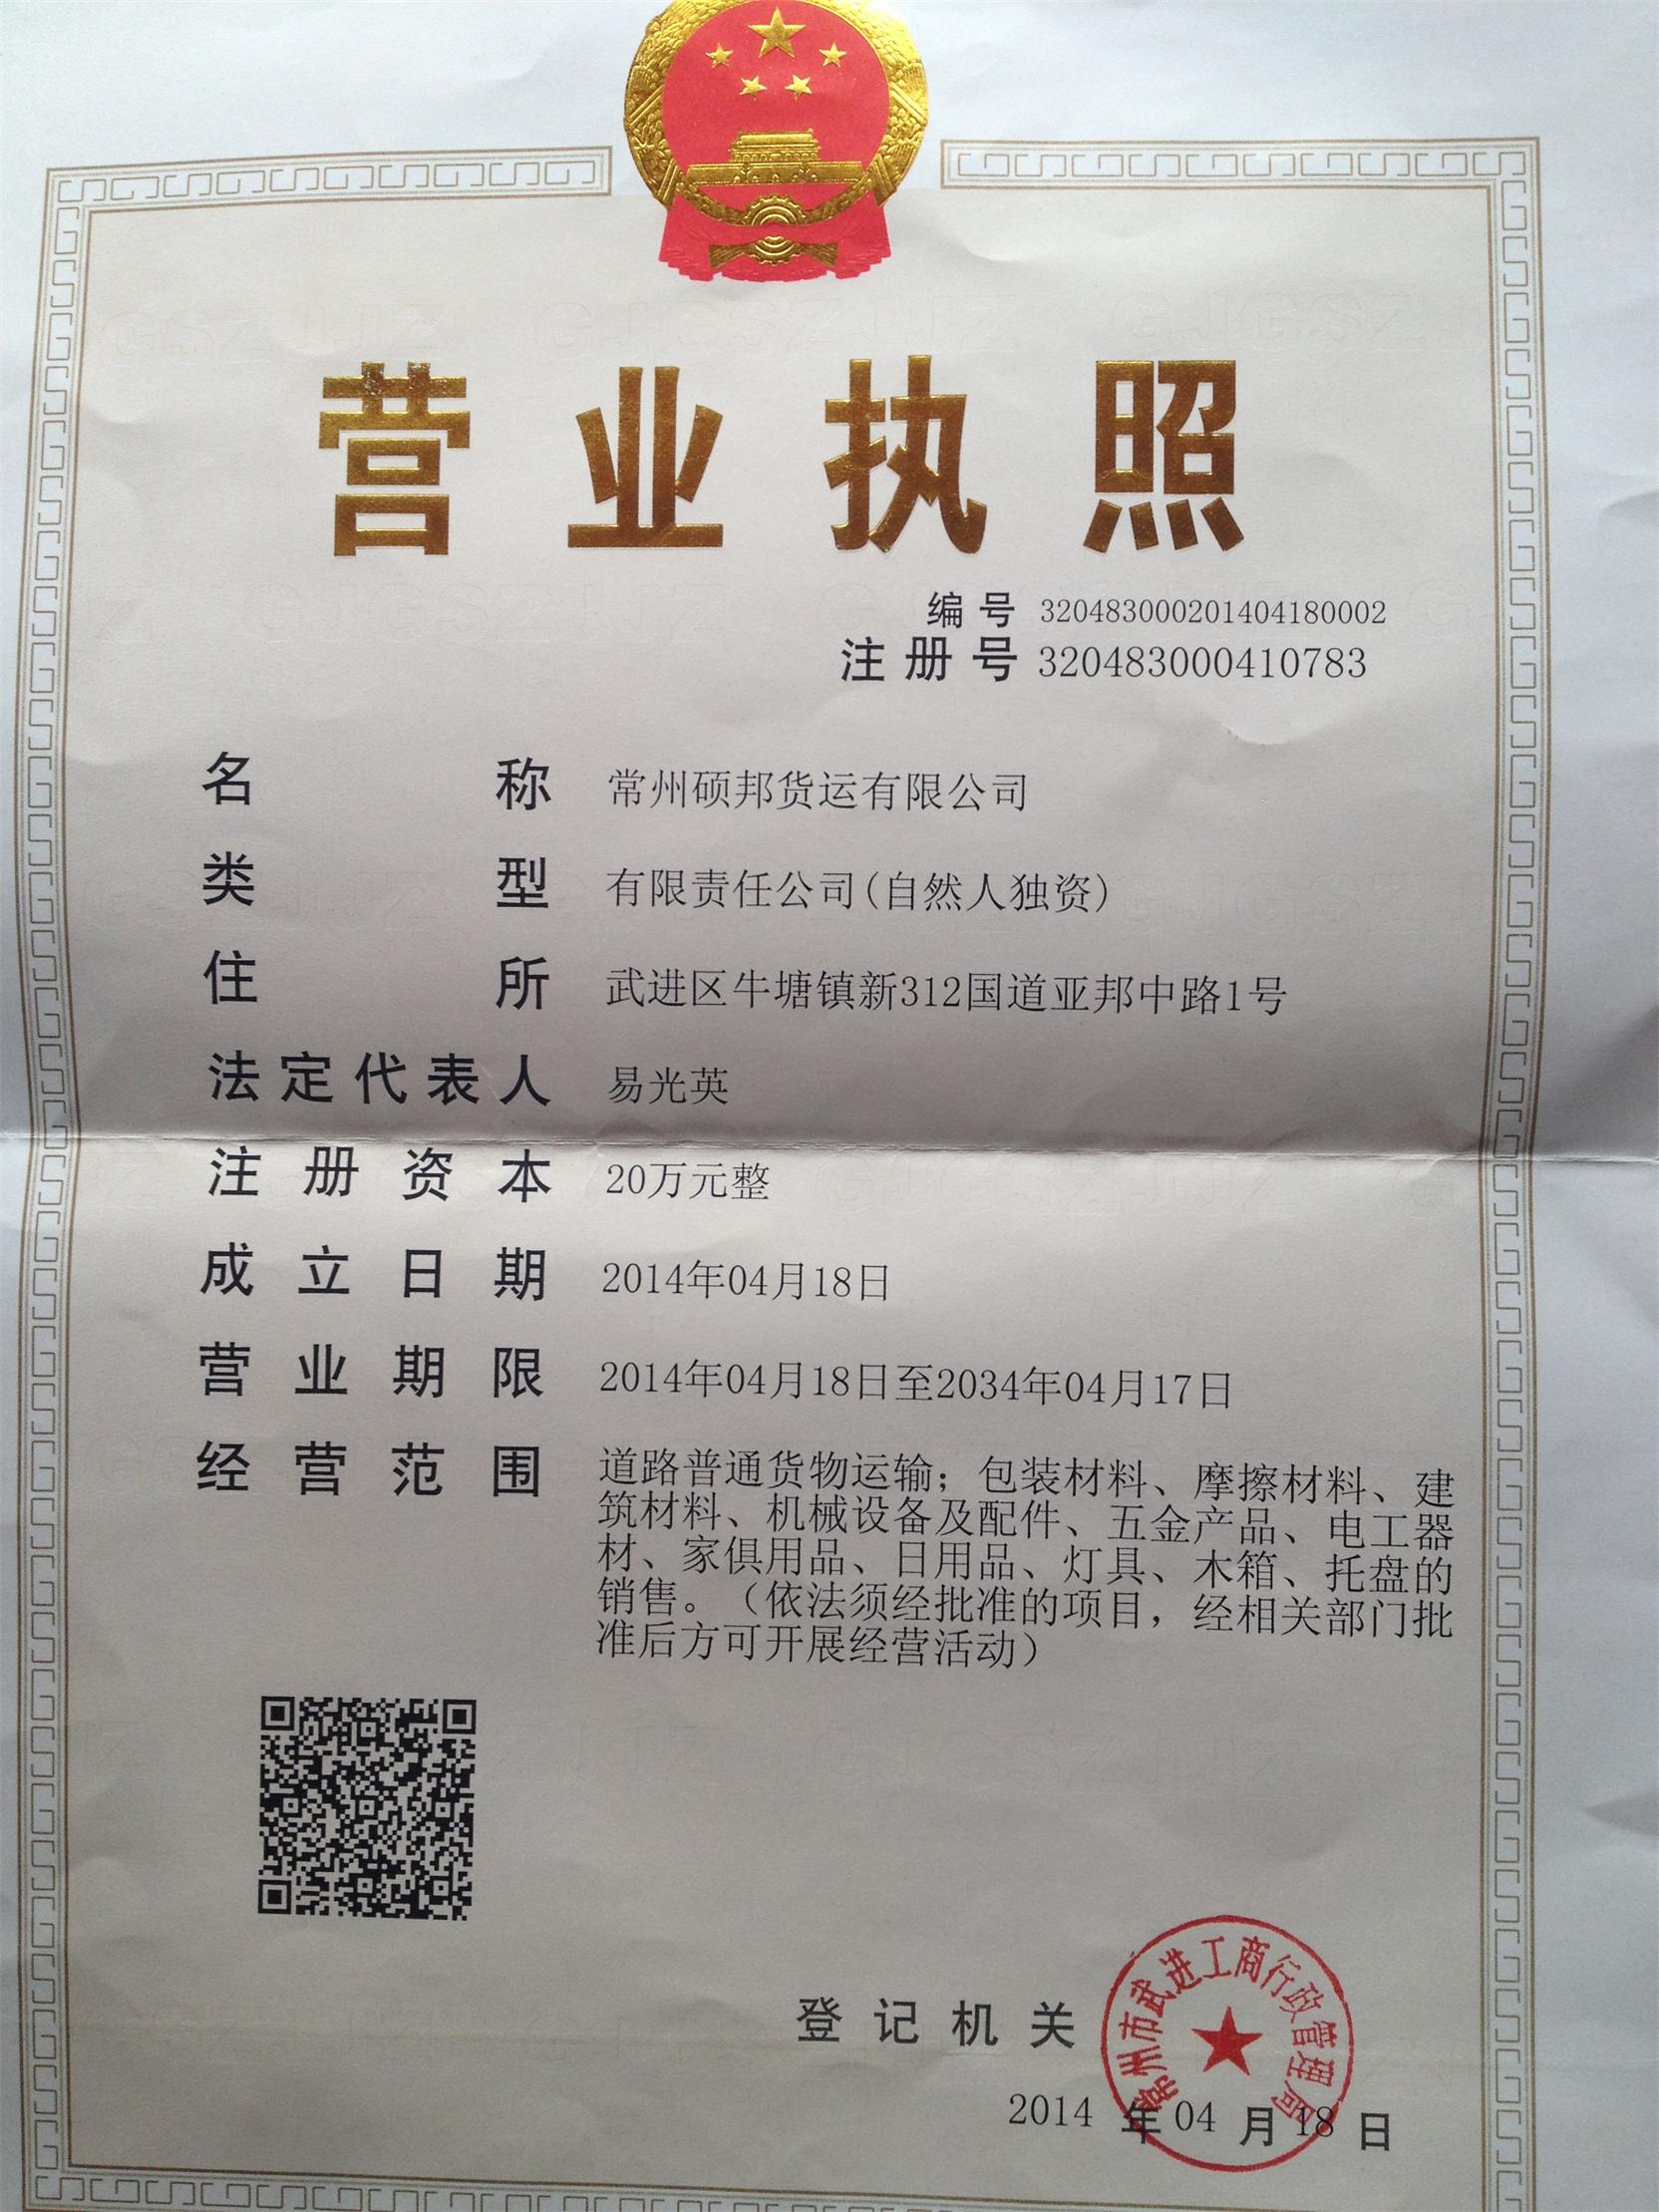 营业执照
编号 320483000201404180002
注册号 320483000410783
名称 常州硕邦货运有限公司
类型 有限责任公司(自然人独资)
住所 武进区牛塘镇新312国道亚邦中路1号
法定代表人 易光英
注册资本 20万元整
成立日期 2014年04月18日
营业期限 2014年04月18日至2034年04月17日
经营范围 道路普通货物运输；包装材料、摩擦材料、建
筑材料、机械设备及配件、五金产品、电工器
材、家俱用品、日用品、灯具、木箱、托盘的
销售。（依法须经批准的项目，经相关部门批
准后方可开展经营活动）
登记机关
常州市武进工商行政管理局
2014年04月18日